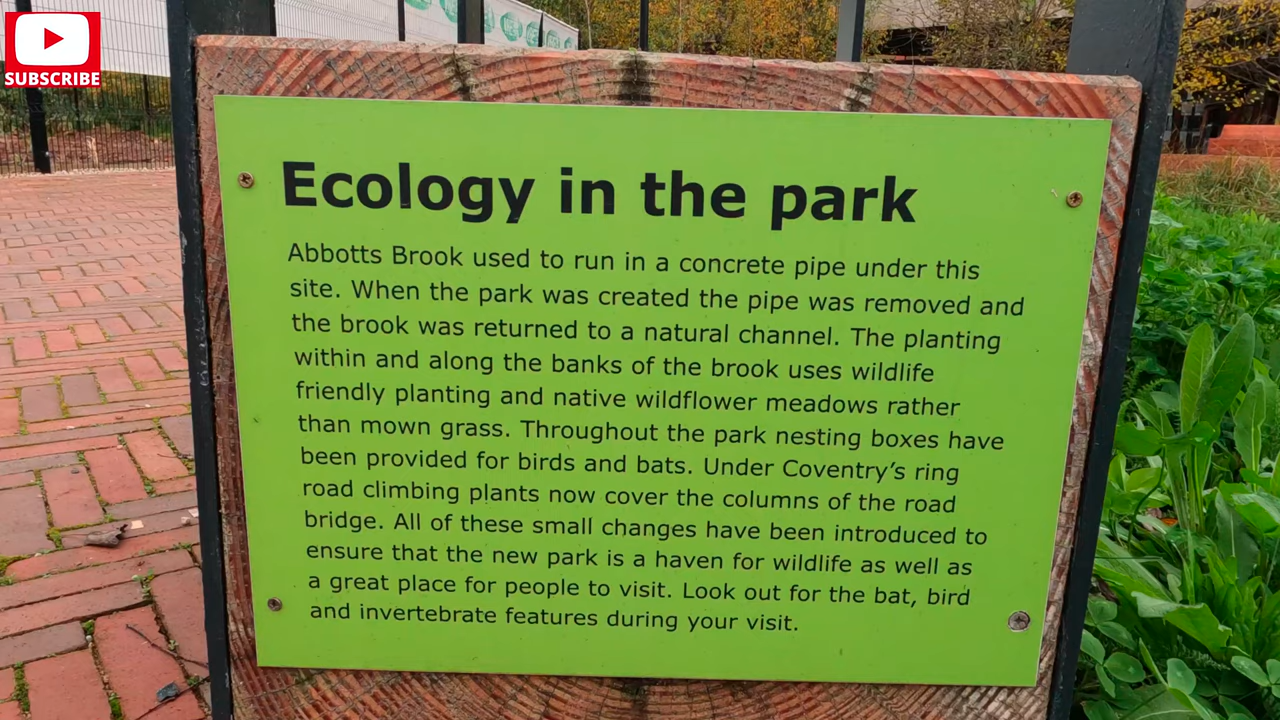 SUBSCRIBE
Ecology in the park
Abbotts Brook used to run in a concrete pipe under this
site. When the park was created the pipe was removed and
the brook was returned to a natural channel. The planting
within and along the banks of the brook uses wildlife
friendly planting and native wildflower meadows rather
than mown grass. Throughout the park nesting boxes have
been provided for birds and bats. Under Coventry’s ring
road climbing plants now cover the columns of the road
bridge. All of these small changes have been introduced to
ensure that the new park is a haven for wildlife as well as
a great place for people to visit. Look out for the bat, bird
and invertebrate features during your visit.